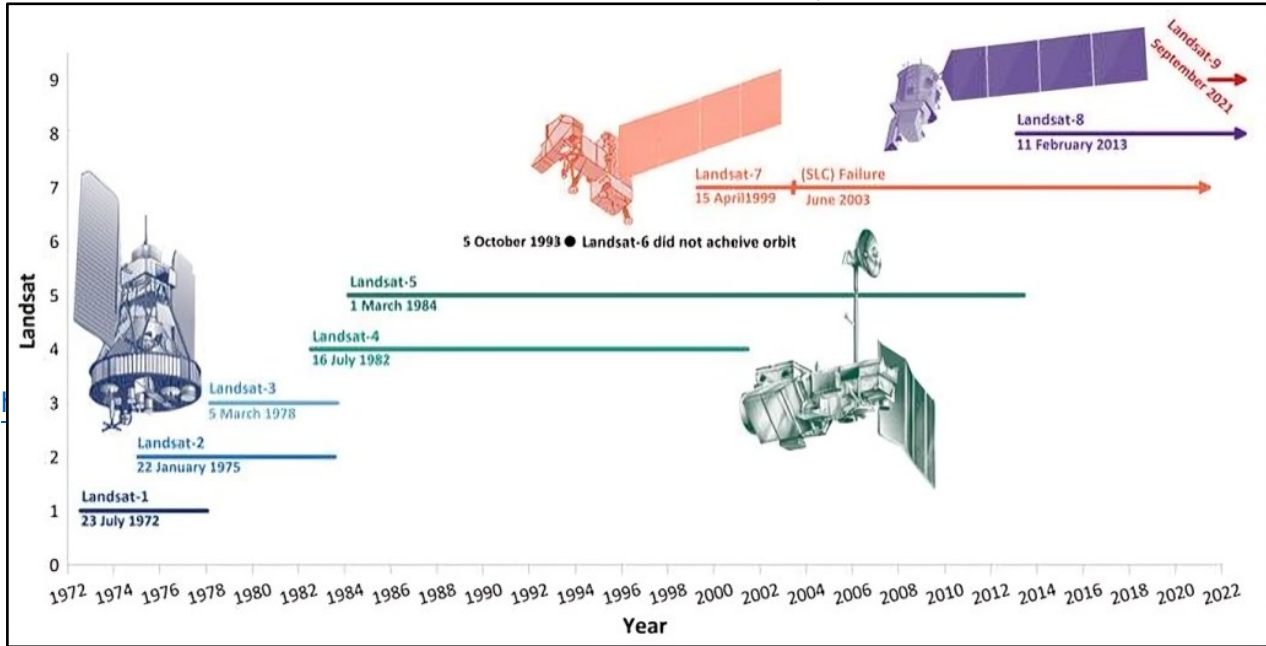 Landsat-9
September 2021
9
Landsat-8
8
11 February 2013
Landsat-7
(SLC) Failure
7
15 April1999
June 2003
6
5 October 1993
Landsat-6 did not acheive orbit
Landsat-5
5
1 March 1984
Landsat-4
4
16 July 1982
Landsat-3
3
5 March 1978
Landsat-2
2
22 January 1975
Landsat-1
1
23 July 1972
0
Landsat
1972 1974 1976 1978 1980 1982 1984 1986 1988 1990 1992 1994 1996 1998 2000 2002 2004 2006 2008 2010 2012 2014 2016 2018 2020 2022
Year